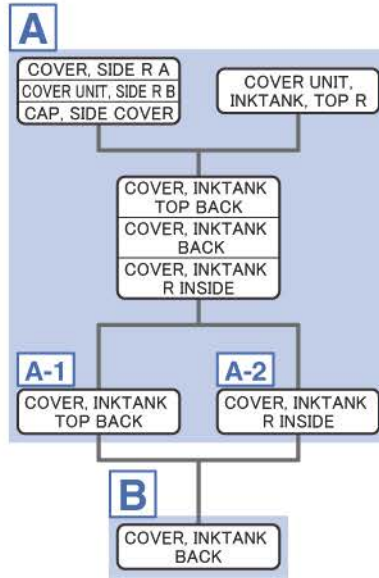 A
COVER, SIDE R A
COVER UNIT, SIDE R B
CAP, SIDE COVER
COVER UNIT,
INKTANK, TOP R
COVER, INKTANK
TOP BACK
COVER, INKTANK
BACK
COVER, INKTANK
R INSIDE
A-1
COVER, INKTANK
TOP BACK
A-2
COVER, INKTANK
R INSIDE
B
COVER, INKTANK
BACK